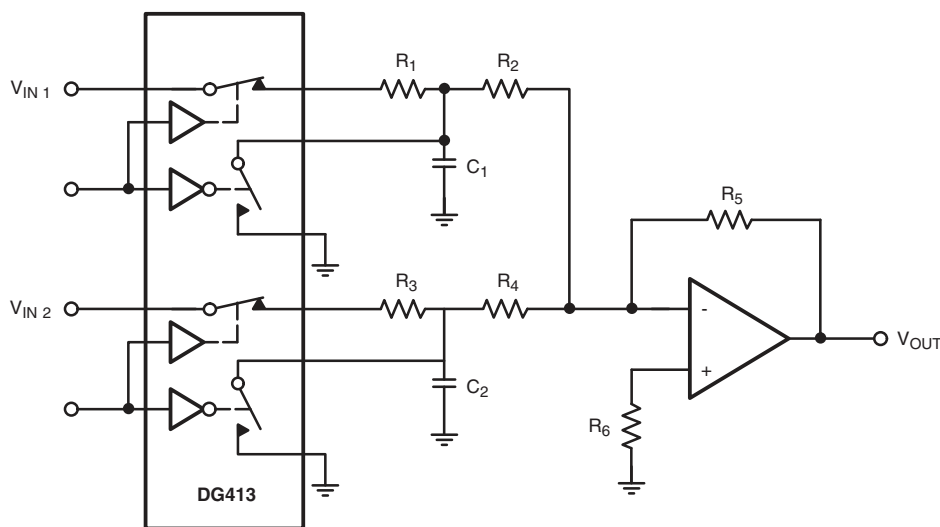 V_IN 1
R_1
R_2
C_1
R_5
V_IN 2
R_3
R_4
-
V_OUT
+
C_2
R_6
DG413